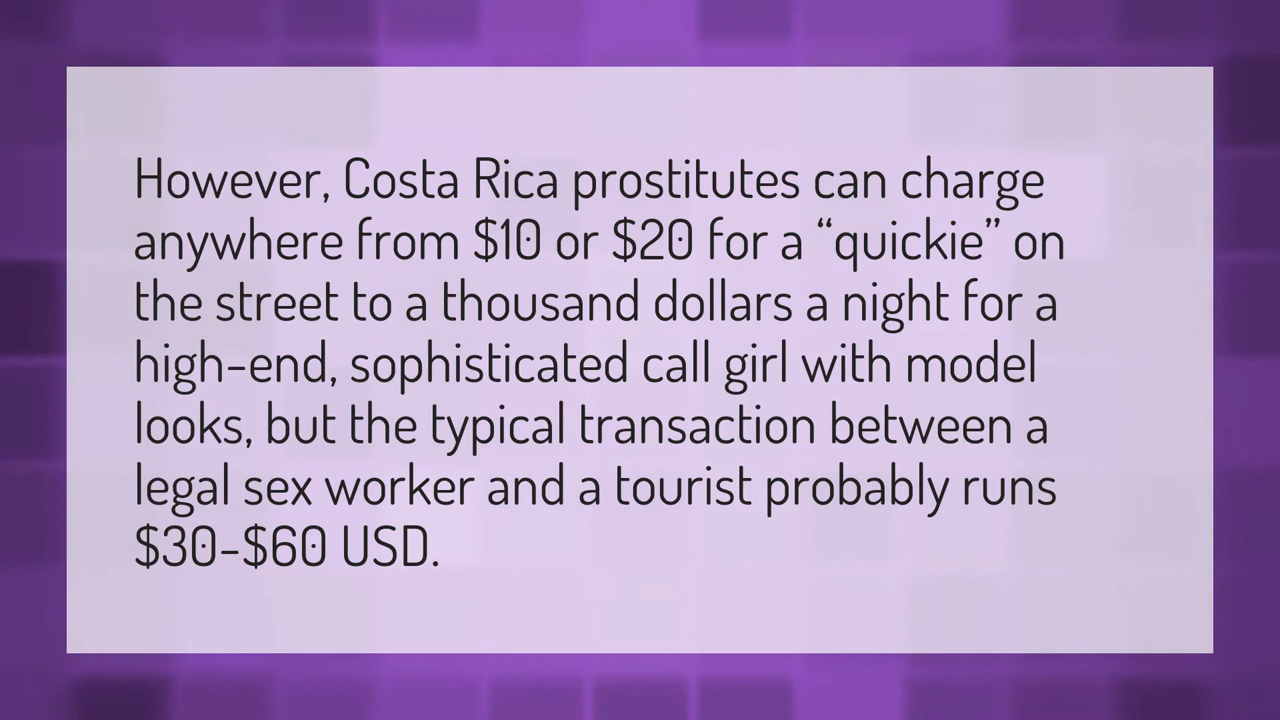 However, Costa Rica prostitutes can charge
anywhere from $10 or $20 for a “quickie” on
the street to a thousand dollars a night for a
high-end, sophisticated call girl with model
looks, but the typical transaction between a
legal sex worker and a tourist probably runs
$30-$60 USD.